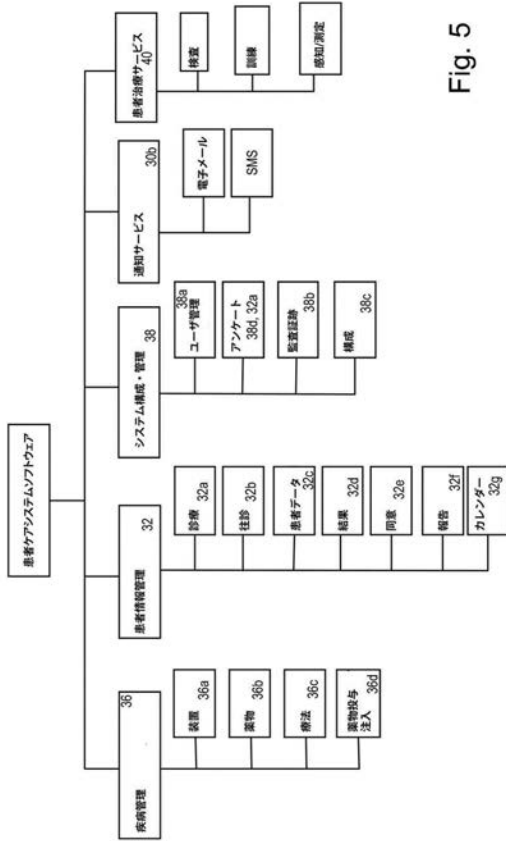 患者ケアシステムソフトウェア
疾病管理
36
装置
36a
薬物
36b
療法
36c
薬物投与
注入
36d
患者情報管理
32
診療
32a
往診
32b
患者データ
32c
結果
32d
同意
32e
報告
32f
カレンダー
32g
システム構成・管理
38
ユーザ管理
38a
アンケート
38d, 32a
監査証跡
38b
構成
38c
通知サービス
30b
電子メール
SMS
患者治療サービス
40
検査
訓練
感知/測定
Fig. 5